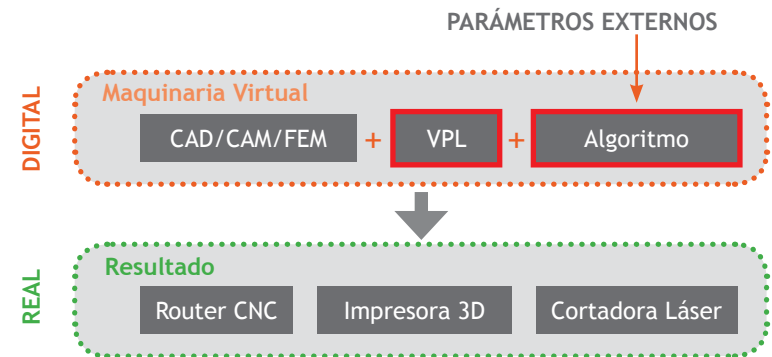 PARÁMETROS EXTERNOS
DIGITAL
Maquinaria Virtual
CAD/CAM/FEM + VPL + Algoritmo
REAL
Resultado
Router CNC Impresora 3D Cortadora Láser